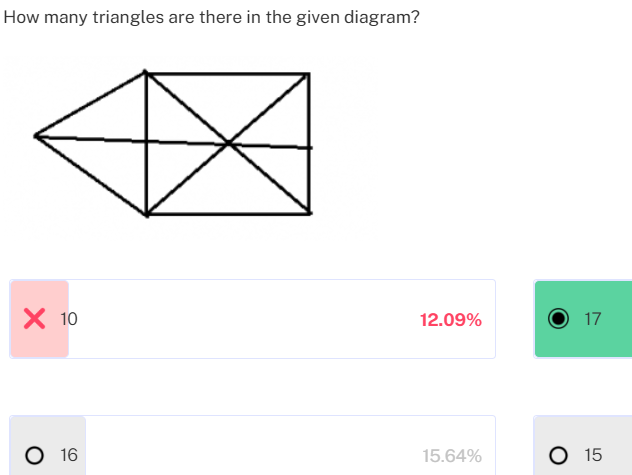 How many triangles are there in the given diagram?
10 12.09% 17
16 15.64% 15